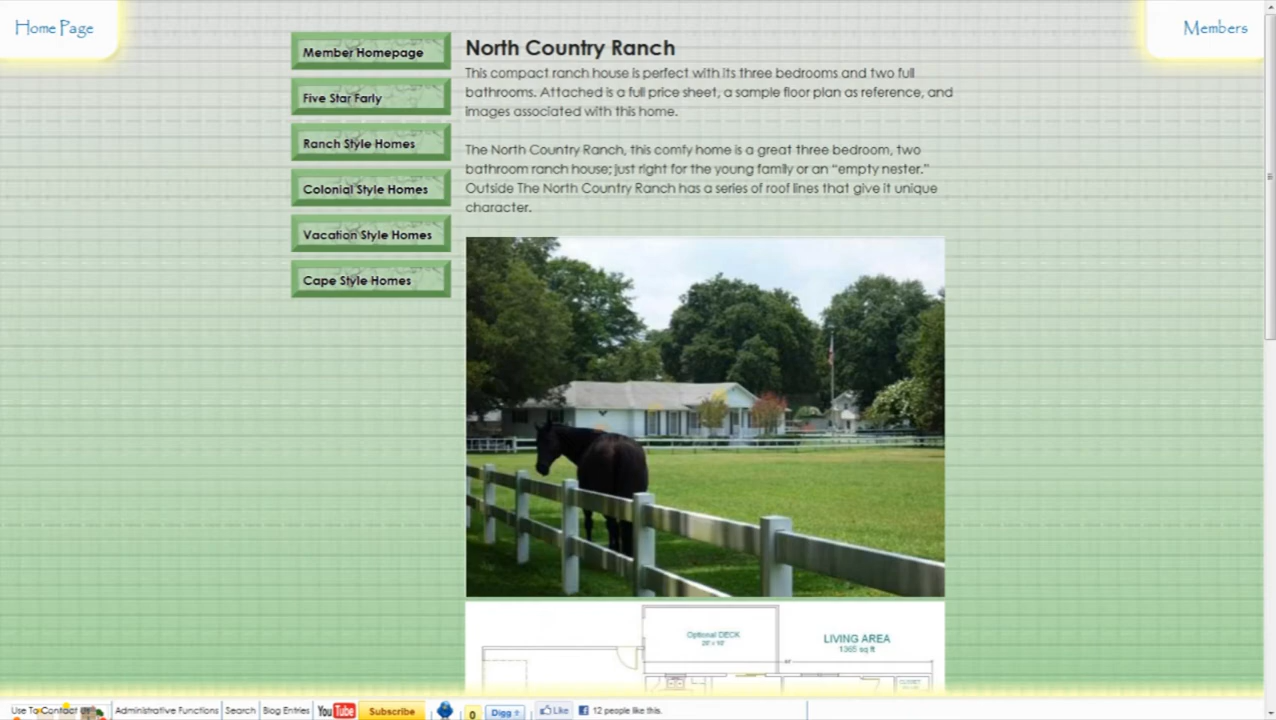 Home Page
Members
Member Homepage
Five Star Farly
Ranch Style Homes
Colonial Style Homes
Vacation Style Homes
Cape Style Homes
North Country Ranch
This compact ranch house is perfect with its three bedrooms and two full
bathrooms. Attached is a full price sheet, a sample floor plan as reference, and
images associated with this home.
The North Country Ranch, this comfy home is a great three bedroom, two
bathroom ranch house; just right for the young family or an “empty nester.”
Outside The North Country Ranch has a series of roof lines that give it unique
character.
Optional DECK
LIVING AREA
1365 sq ft
Use To Contact Us
Administrative Functions
Search
Blog Entries
YouTube
Subscribe
0
Digg +
Like
12 people like this.